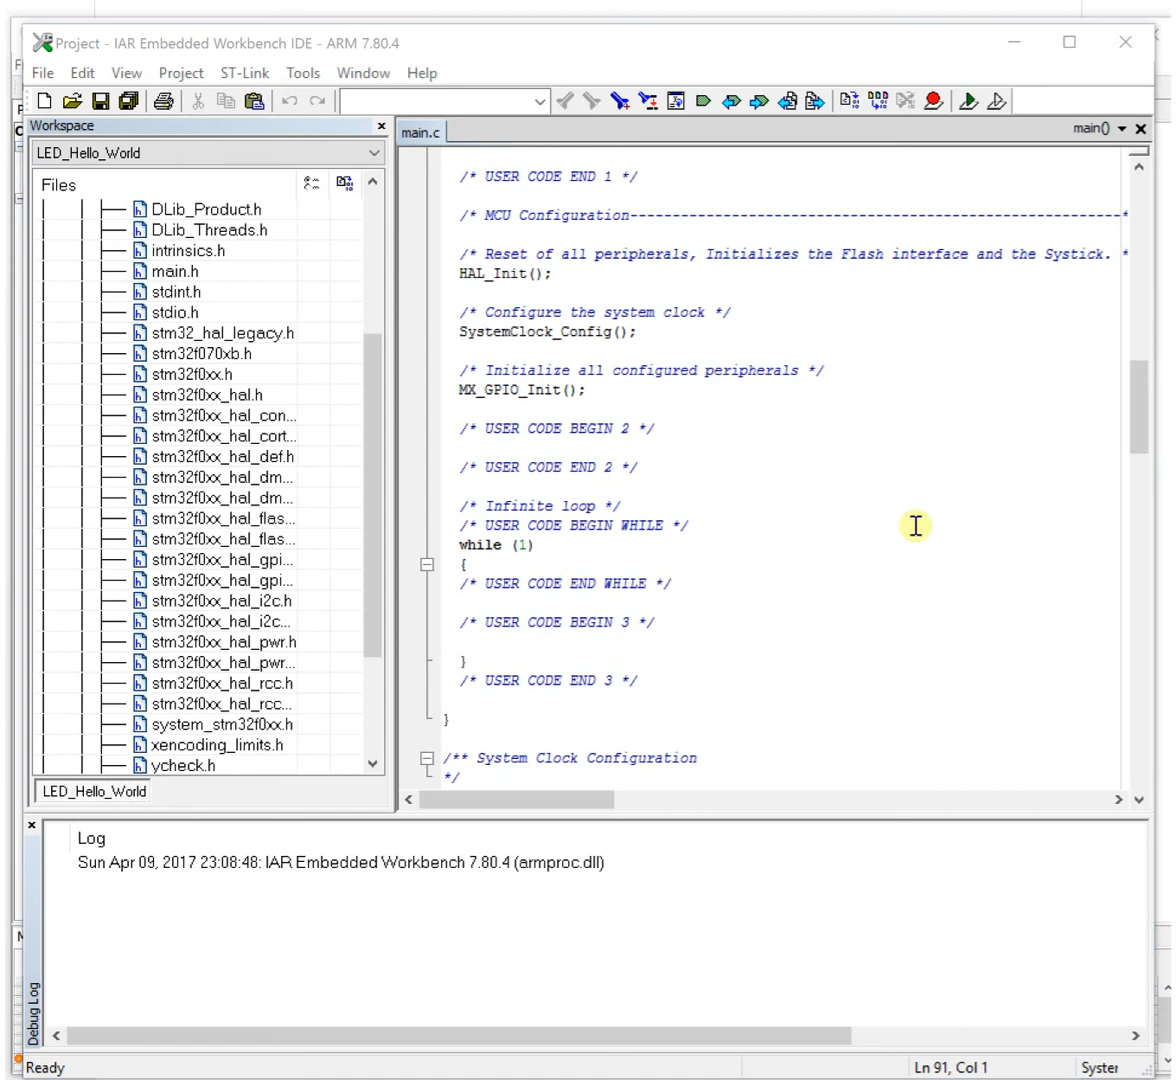 Project - IAR Embedded Workbench IDE - ARM 7.80.4
File Edit View Project ST-Link Tools Window Help
Workspace
LED_Hello_World
Files
DLib_Product.h
DLib_Threads.h
intrinsics.h
main.h
stdint.h
stdio.h
stm32_hal_legacy.h
stm32f070xb.h
stm32f0xx.h
stm32f0xx_hal.h
stm32f0xx_hal_con...
stm32f0xx_hal_cort...
stm32f0xx_hal_def.h
stm32f0xx_hal_dm...
stm32f0xx_hal_dm...
stm32f0xx_hal_flas...
stm32f0xx_hal_flas...
stm32f0xx_hal_gpi...
stm32f0xx_hal_gpi...
stm32f0xx_hal_i2c.h
stm32f0xx_hal_i2c...
stm32f0xx_hal_pwr.h
stm32f0xx_hal_pwr...
stm32f0xx_hal_rcc.h
stm32f0xx_hal_rcc...
system_stm32f0xx.h
xencoding_limits.h
ycheck.h
LED_Hello_World
main.c
main()
/* USER CODE END 1 */
/* MCU Configuration----------------------------------------------------------*
/* Reset of all peripherals, Initializes the Flash interface and the Systick. *
HAL_Init();
/* Configure the system clock */
SystemClock_Config();
/* Initialize all configured peripherals */
MX_GPIO_Init();
/* USER CODE BEGIN 2 */
/* USER CODE END 2 */
/* Infinite loop */
/* USER CODE BEGIN WHILE */
while (1)
{
/* USER CODE END WHILE */
/* USER CODE BEGIN 3 */
}
/* USER CODE END 3 */
}
/** System Clock Configuration
*/
Log
Sun Apr 09, 2017 23:08:48: IAR Embedded Workbench 7.80.4 (armproc.dll)
Debug Log
Ready
Ln 91, Col 1
Syster